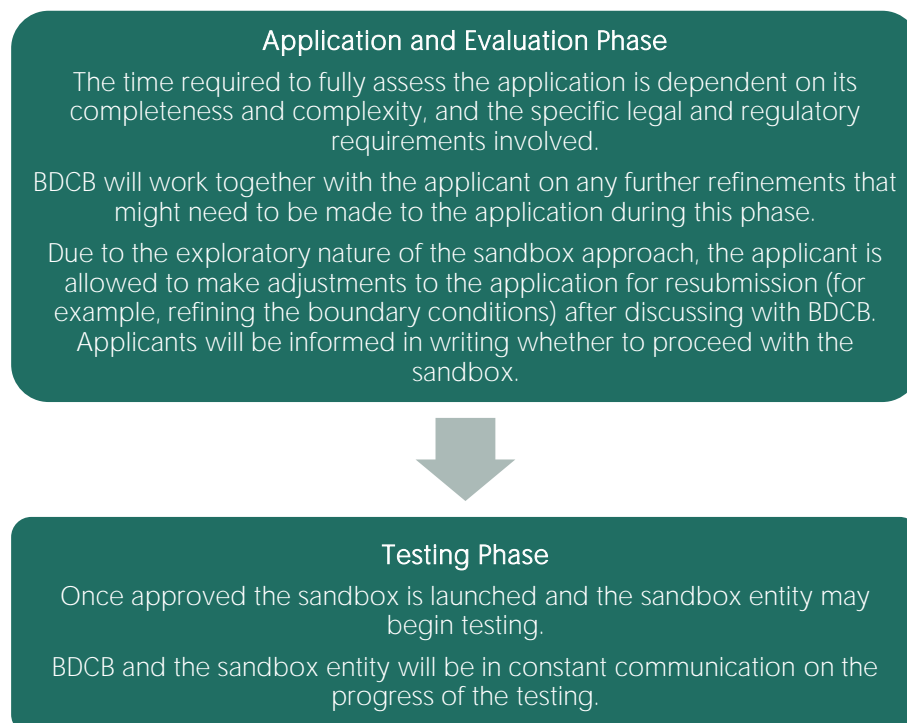 Application and Evaluation Phase
The time required to fully assess the application is dependent on its
completeness and complexity, and the specific legal and regulatory
requirements involved.
BDCB will work together with the applicant on any further refinements that
might need to be made to the application during this phase.
Due to the exploratory nature of the sandbox approach, the applicant is
allowed to make adjustments to the application for resubmission (for
example, refining the boundary conditions) after discussing with BDCB.
Applicants will be informed in writing whether to proceed with the
sandbox.
Testing Phase
Once approved the sandbox is launched and the sandbox entity may
begin testing.
BDCB and the sandbox entity will be in constant communication on the
progress of the testing.